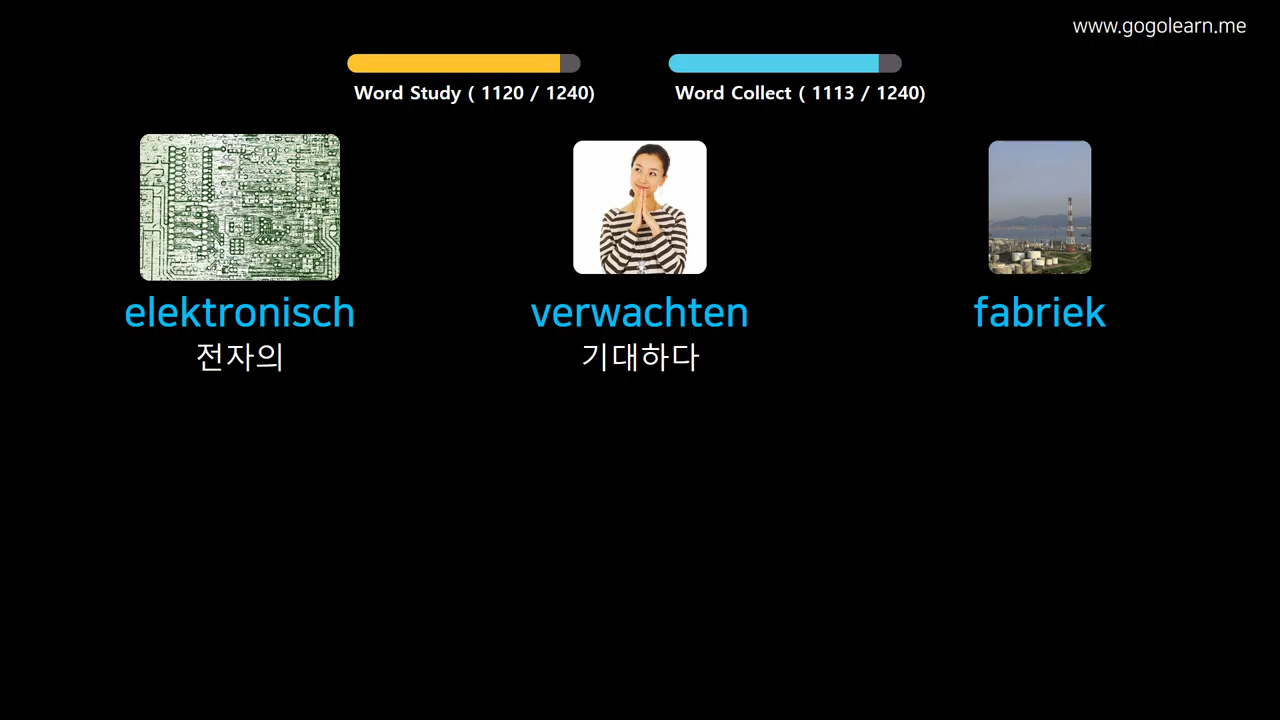 www.gogolearn.me
Word Study ( 1120 / 1240)
Word Collect ( 1113 / 1240)
elektronisch
verwachten
fabriek
전자의
기대하다